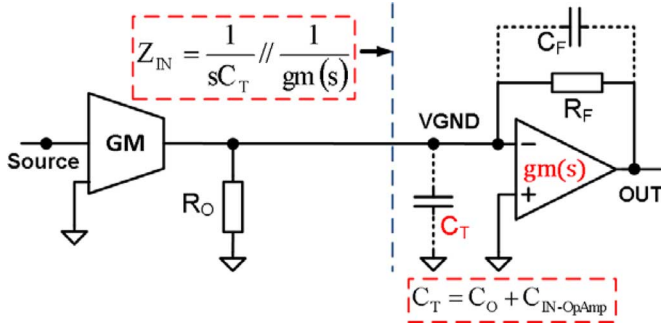 Z_IN = 1/sC_T // 1/gm(s)
C_F
R_F
GM
VGND
Source
−
gm(s)
+
OUT
R_O
C_T
C_T = C_O + C_IN-OpAmp